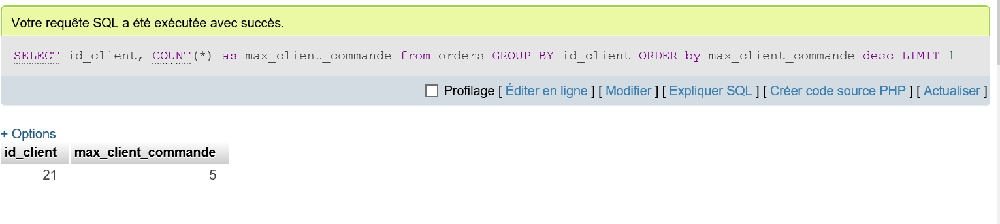 Votre requête SQL a été exécutée avec succès.
SELECT id_client, COUNT(*) as max_client_commande from orders GROUP BY id_client ORDER by max_client_commande desc LIMIT 1
Profilage [ Éditer en ligne ] [ Modifier ] [ Expliquer SQL ] [ Créer code source PHP ] [ Actualiser ]
+ Options
id_client max_client_commande
21 5